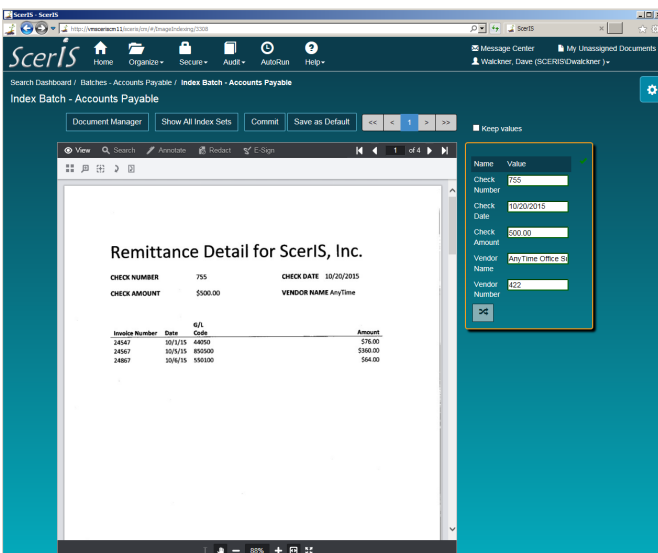 ScerIS - ScerIS
http://vmsceriscm11/sceris/cm/#/ImageIndexing/3308
ScerIS
ScerIS
Home
Organize
Secure
Audit
AutoRun
Help
Message Center
My Unassigned Documents
Walckner, Dave (SCERIS\Dwalckner )
Search Dashboard / Batches - Accounts Payable / Index Batch - Accounts Payable
Index Batch - Accounts Payable
Document Manager
Show All Index Sets
Commit
Save as Default
<< < 1 > >>
Keep values
View
Search
Annotate
Redact
E-Sign
1 of 4
Name Value
Check Number 755
Check Date 10/20/2015
Check Amount 500.00
Vendor Name AnyTime Office S
Vendor Number 422
Remittance Detail for ScerIS, Inc.
CHECK NUMBER 755 CHECK DATE 10/20/2015
CHECK AMOUNT $500.00 VENDOR NAME AnyTime
G/L
Invoice Number Date Code Amount
24547 10/1/15 44050 $76.00
24567 10/5/15 850500 $360.00
24867 10/6/15 550100 $64.00
88%